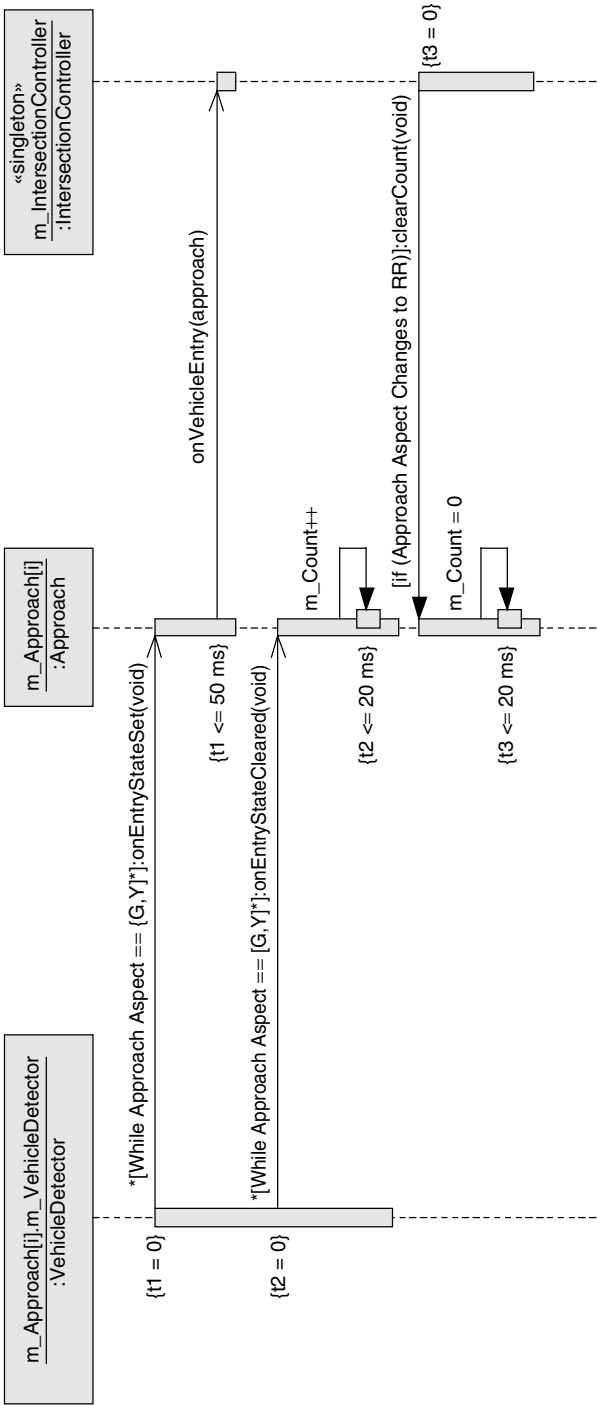 m_Approach[i].m_VehicleDetector
:VehicleDetector
m_Approach[i]
:Approach
«singleton»
m_IntersectionController
:IntersectionController
{t1 = 0}
*[While Approach Aspect == {G,Y]*]:onEntryStateSet(void)
onVehicleEntry(approach)
{t1 <= 50 ms}
{t2 = 0}
*[While Approach Aspect == [G,Y]*]:onEntryStateCleared(void)
m_Count++
{t2 <= 20 ms}
[if (Approach Aspect Changes to RR)]:clearCount(void)
{t3 = 0}
m_Count = 0
{t3 <= 20 ms}